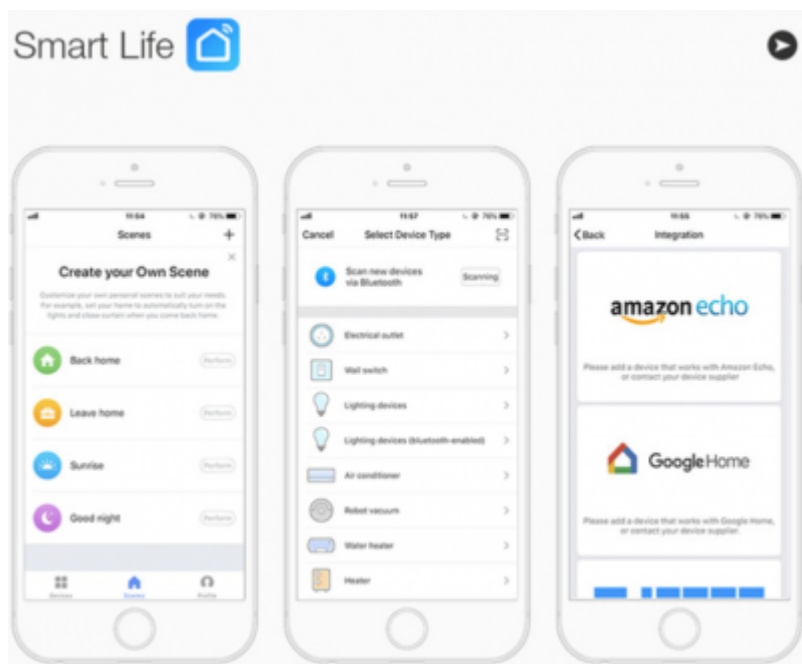 Smart Life
11:54
76%
Scenes
+
Create your Own Scene
Customize your own personal scenes to suit your needs.
For example, set your home to automatically turn on the
lights and close curtain when you come back home.
Back home
Perform
Leave home
Perform
Sunrise
Perform
Good night
Perform
Devices
Scenes
Profile
11:57
76%
Cancel
Select Device Type
Scan new devices
via Bluetooth
Scanning
Electrical outlet
Wall switch
Lighting devices
Lighting devices (bluetooth-enabled)
Air conditioner
Robot vacuum
Water heater
Heater
11:55
76%
Back
Integration
amazon echo
Please add a device that works with Amazon Echo,
or contact your device supplier
Google Home
Please add a device that works with Google Home,
or contact your device supplier.